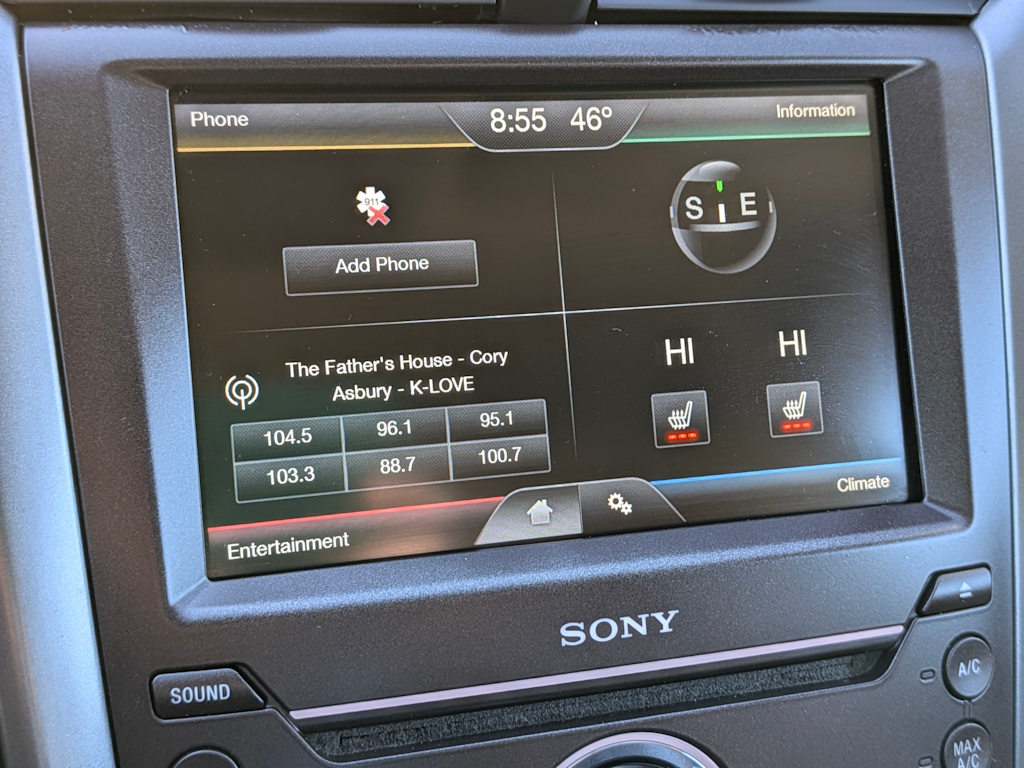 Phone
8:55 46º
Information
911
Add Phone
S E
The Father's House - Cory
Asbury - K-LOVE
104.5 96.1 95.1
103.3 88.7 100.7
HI HI
Entertainment
Climate
SONY
SOUND
A/C
MAX
A/C